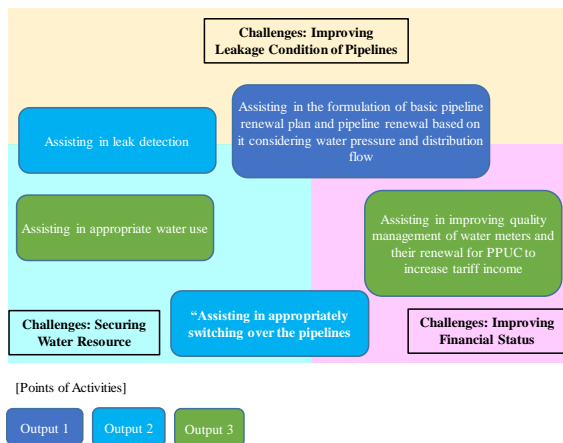 Challenges: Improving
Leakage Condition of Pipelines
Assisting in the formulation of basic pipeline
renewal plan and pipeline renewal based on
it considering water pressure and distribution
flow
Assisting in leak detection
Assisting in appropriate water use
Assisting in improving quality
management of water meters and
their renewal for PPUC to
increase tariff income
“Assisting in appropriately
switching over the pipelines
Challenges: Securing
Water Resource
Challenges: Improving
Financial Status
[Points of Activities]
Output 1
Output 2
Output 3